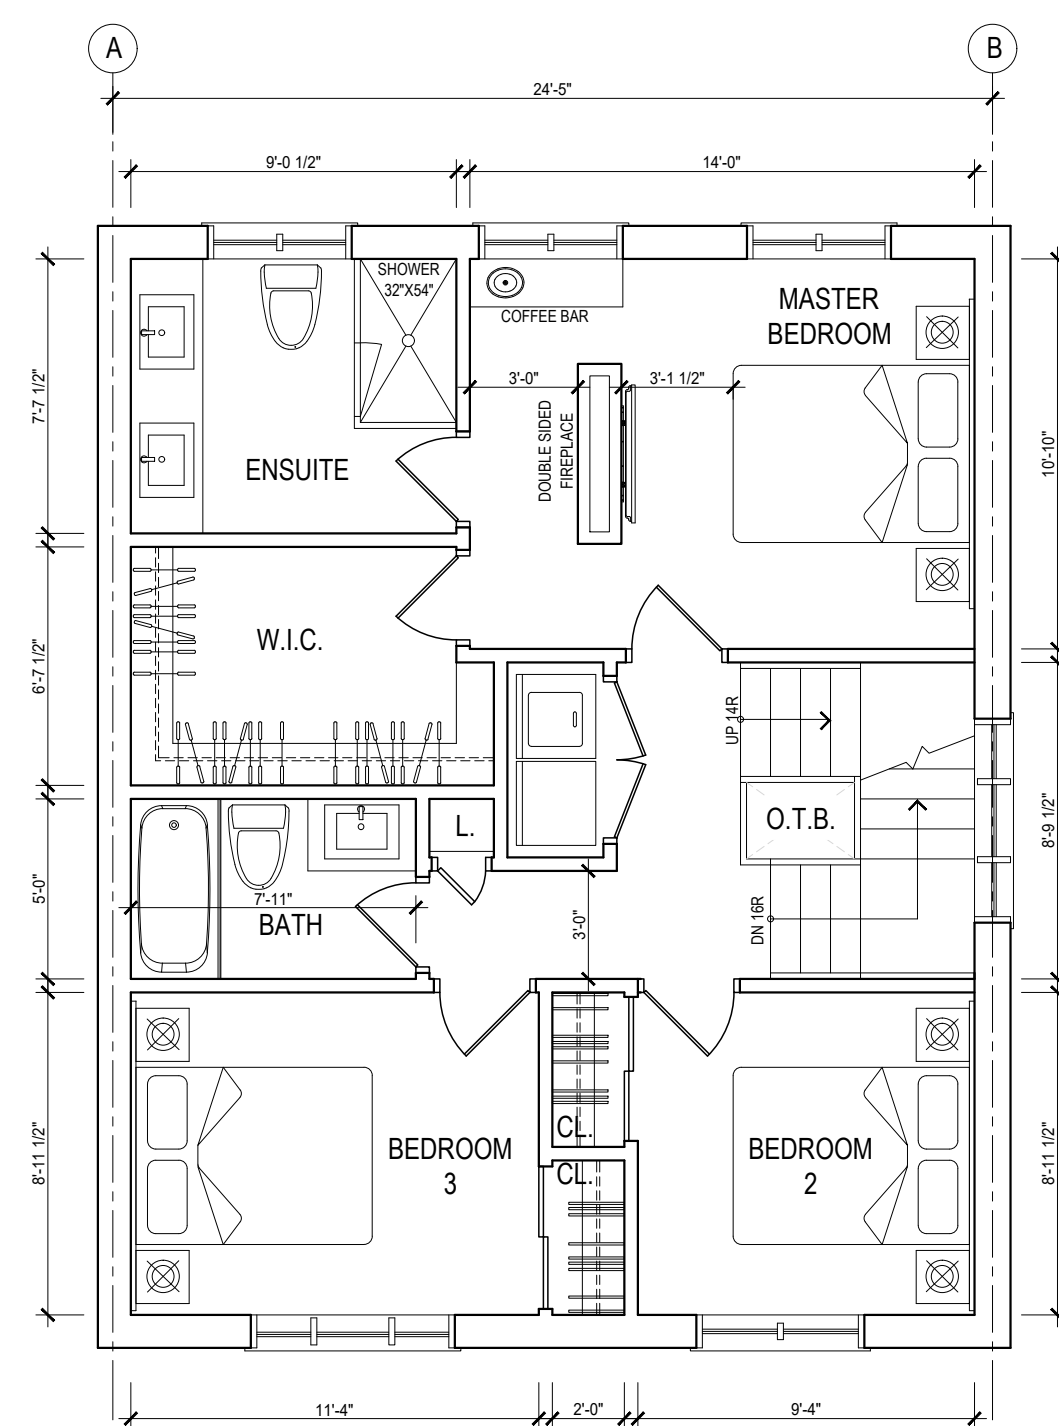 A
B
24'-5"
9'-0 1/2"
14'-0"
SHOWER
32"X54"
COFFEE BAR
MASTER
BEDROOM
3'-0"
3'-1 1/2"
7'-7 1/2"
DOUBLE SIDED
FIREPLACE
10'-10"
ENSUITE
W.I.C.
6'-7 1/2"
UP 14R
O.T.B.
8'-9 1/2"
L.
5'-0"
7'-11"
BATH
3'-0"
DN 16R
8'-11 1/2"
BEDROOM
3
CL.
CL.
BEDROOM
2
8'-11 1/2"
11'-4"
2'-0"
9'-4"